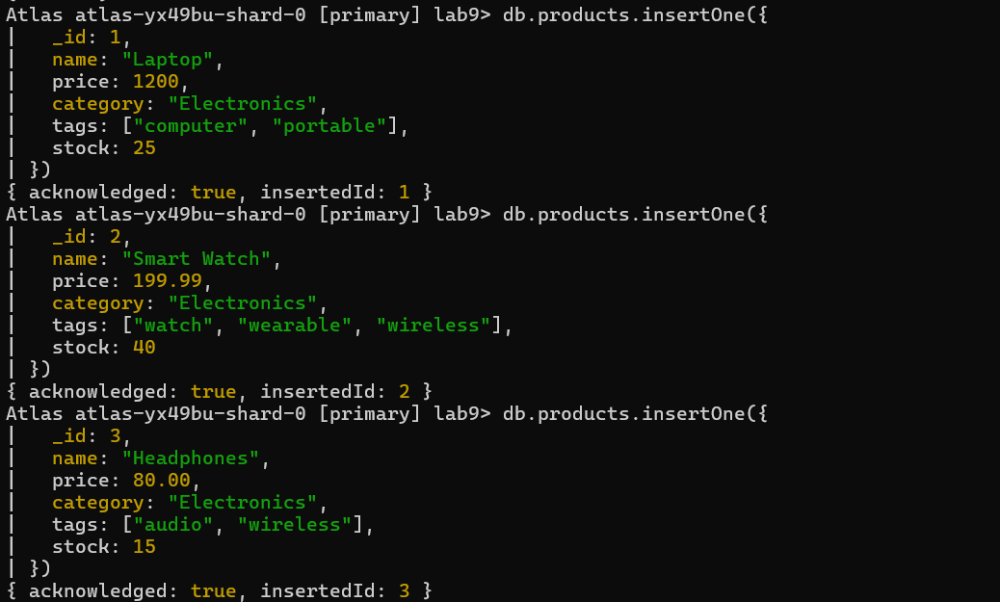 Atlas atlas-yx49bu-shard-0 [primary] lab9> db.products.insertOne({
|   _id: 1,
|   name: "Laptop",
|   price: 1200,
|   category: "Electronics",
|   tags: ["computer", "portable"],
|   stock: 25
| })
{ acknowledged: true, insertedId: 1 }
Atlas atlas-yx49bu-shard-0 [primary] lab9> db.products.insertOne({
|   _id: 2,
|   name: "Smart Watch",
|   price: 199.99,
|   category: "Electronics",
|   tags: ["watch", "wearable", "wireless"],
|   stock: 40
| })
{ acknowledged: true, insertedId: 2 }
Atlas atlas-yx49bu-shard-0 [primary] lab9> db.products.insertOne({
|   _id: 3,
|   name: "Headphones",
|   price: 80.00,
|   category: "Electronics",
|   tags: ["audio", "wireless"],
|   stock: 15
| })
{ acknowledged: true, insertedId: 3 }